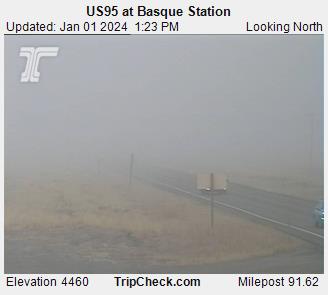 US95 at Basque Station
Updated: Jan 01 2024 1:23 PM Looking North
Elevation 4460 TripCheck.com Milepost 91.62